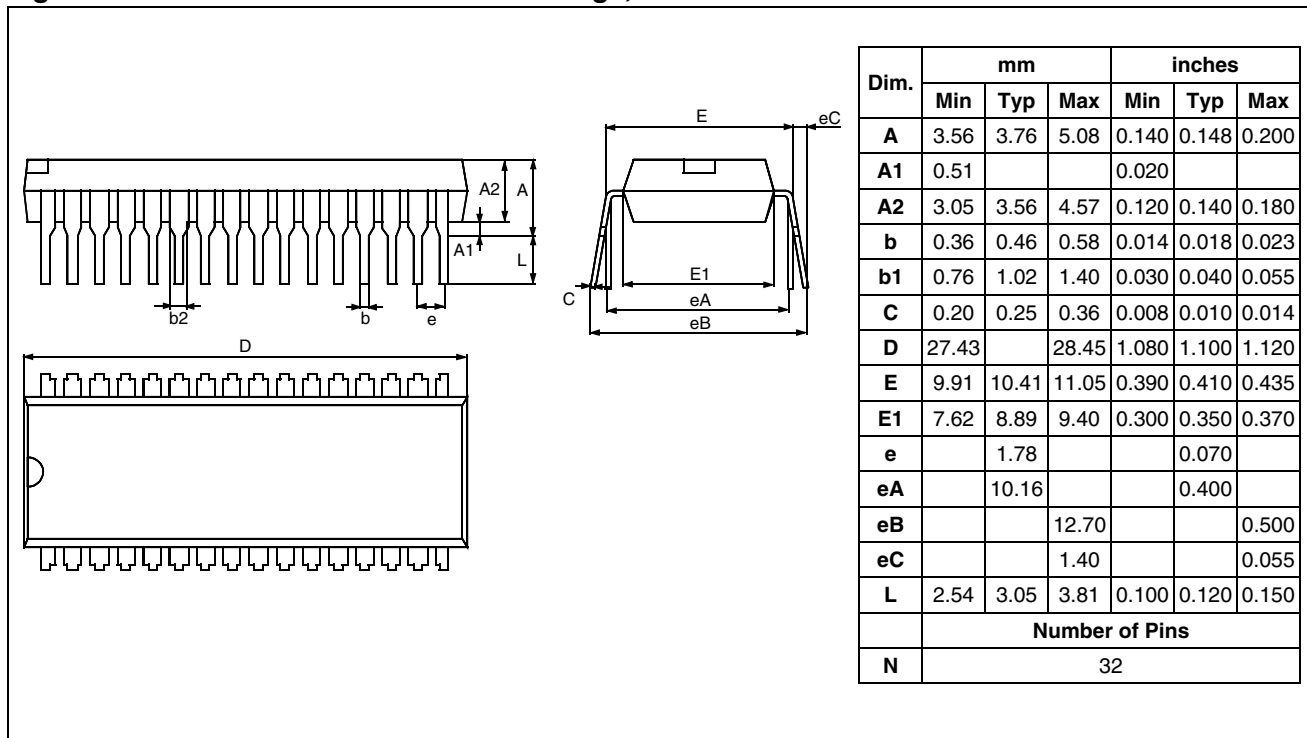 E
eC
A2
A
A1
L
b2
b
e
D
C
E1
eA
eB
Dim. mm inches
Min Typ Max Min Typ Max
A 3.56 3.76 5.08 0.140 0.148 0.200
A1 0.51 0.020
A2 3.05 3.56 4.57 0.120 0.140 0.180
b 0.36 0.46 0.58 0.014 0.018 0.023
b1 0.76 1.02 1.40 0.030 0.040 0.055
C 0.20 0.25 0.36 0.008 0.010 0.014
D 27.43 28.45 1.080 1.100 1.120
E 9.91 10.41 11.05 0.390 0.410 0.435
E1 7.62 8.89 9.40 0.300 0.350 0.370
e 1.78 0.070
eA 10.16 0.400
eB 12.70 0.500
eC 1.40 0.055
L 2.54 3.05 3.81 0.100 0.120 0.150
Number of Pins
N 32